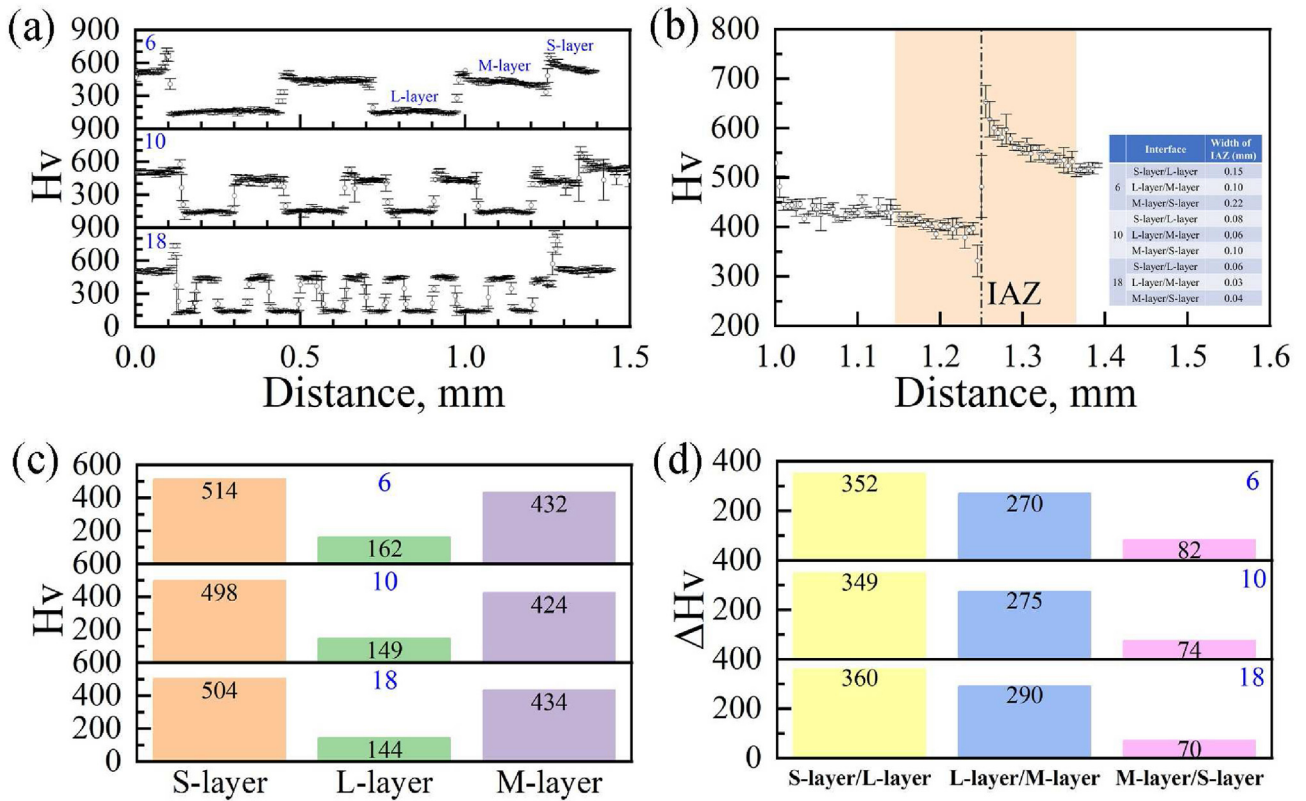 (a)
900
600
300
900
600
300
900
600
300
0
Hv
6
S-layer
M-layer
L-layer
10
18
0.0 0.5 1.0 1.5
Distance, mm
(b)
800
700
600
500
400
300
200
Hv
IAZ
1.0 1.1 1.2 1.3 1.4 1.5 1.6
Distance, mm
Interface Width of
IAZ (mm)
S-layer/L-layer 0.15
6 L-layer/M-layer 0.10
M-layer/S-layer 0.22
S-layer/L-layer 0.08
10 L-layer/M-layer 0.06
M-layer/S-layer 0.10
S-layer/L-layer 0.06
18 L-layer/M-layer 0.03
M-layer/S-layer 0.04
(c)
600
400
200
600
400
200
600
400
200
0
Hv
514 6 432
162
498 10 424
149
504 18 434
144
S-layer L-layer M-layer
(d)
400
200
400
200
400
200
0
ΔHv
352 270 6
82
349 275 10
74
360 290 18
70
S-layer/L-layer L-layer/M-layer M-layer/S-layer